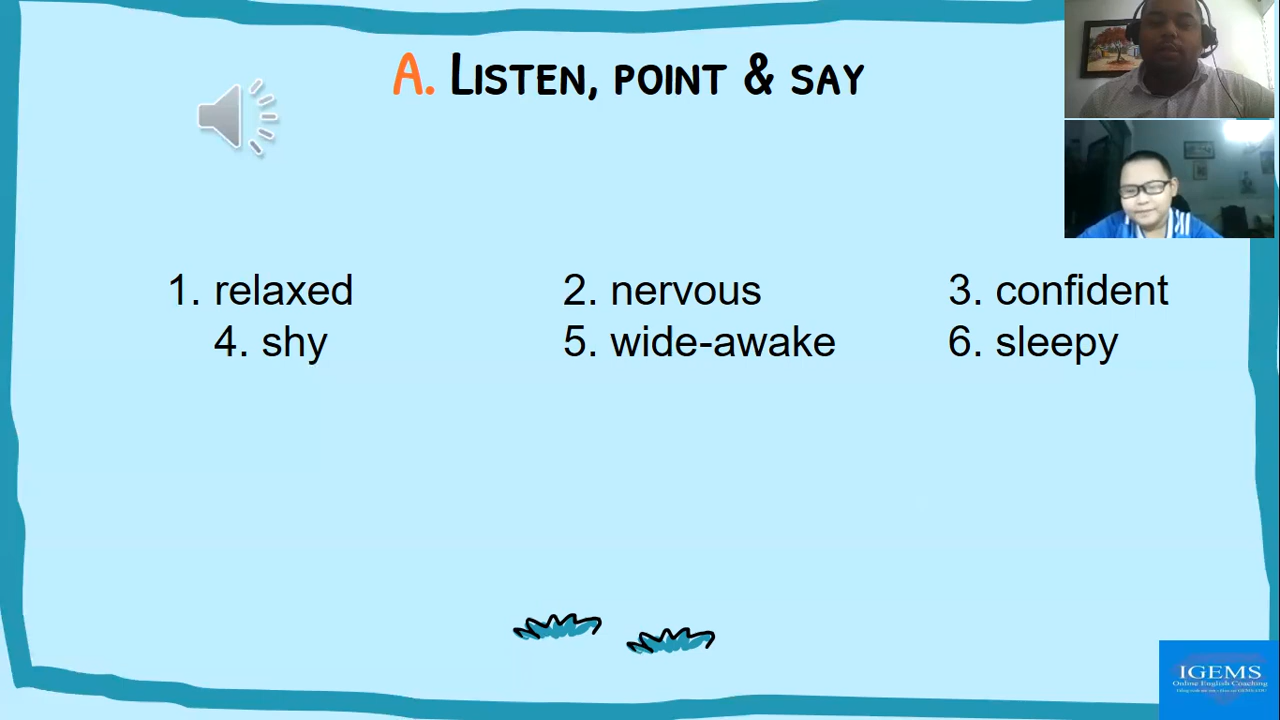 A. Listen, point & say
1. relaxed 2. nervous 3. confident
4. shy 5. wide-awake 6. sleepy
IGEMS
Online English Coaching